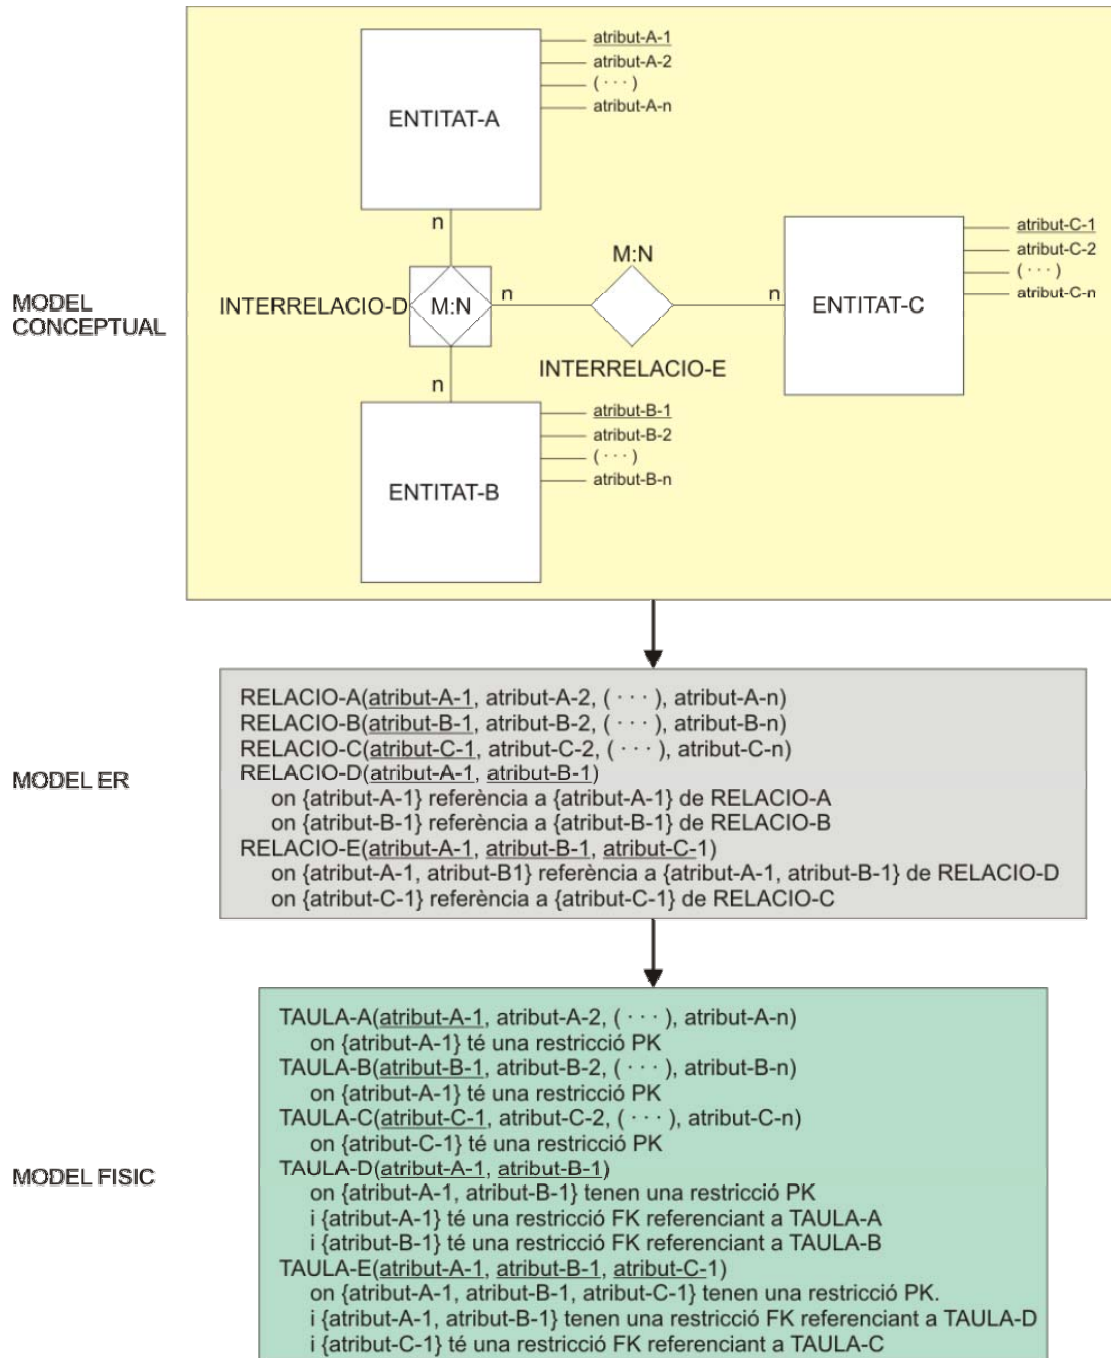 atribut-A-1
atribut-A-2
(···)
atribut-A-n
ENTITAT-A
n
MODEL
CONCEPTUAL
INTERRELACIO-D
M:N
n
M:N
INTERRELACIO-E
n
ENTITAT-C
atribut-C-1
atribut-C-2
(···)
atribut-C-n
n
ENTITAT-B
atribut-B-1
atribut-B-2
(···)
atribut-B-n
MODEL ER
RELACIO-A(atribut-A-1, atribut-A-2, (···), atribut-A-n)
RELACIO-B(atribut-B-1, atribut-B-2, (···), atribut-B-n)
RELACIO-C(atribut-C-1, atribut-C-2, (···), atribut-C-n)
RELACIO-D(atribut-A-1, atribut-B-1)
on {atribut-A-1} referència a {atribut-A-1} de RELACIO-A
on {atribut-B-1} referència a {atribut-B-1} de RELACIO-B
RELACIO-E(atribut-A-1, atribut-B-1, atribut-C-1)
on {atribut-A-1, atribut-B1} referència a {atribut-A-1, atribut-B-1} de RELACIO-D
on {atribut-C-1} referència a {atribut-C-1} de RELACIO-C
MODEL FISIC
TAULA-A(atribut-A-1, atribut-A-2, (···), atribut-A-n)
on {atribut-A-1} té una restricció PK
TAULA-B(atribut-B-1, atribut-B-2, (···), atribut-B-n)
on {atribut-A-1} té una restricció PK
TAULA-C(atribut-C-1, atribut-C-2, (···), atribut-C-n)
on {atribut-C-1} té una restricció PK
TAULA-D(atribut-A-1, atribut-B-1)
on {atribut-A-1, atribut-B-1} tenen una restricció PK
i {atribut-A-1} té una restricció FK referenciant a TAULA-A
i {atribut-B-1} té una restricció FK referenciant a TAULA-B
TAULA-E(atribut-A-1, atribut-B-1, atribut-C-1)
on {atribut-A-1, atribut-B-1, atribut-C-1} tenen una restricció PK.
i {atribut-A-1, atribut-B-1} tenen una restricció FK referenciant a TAULA-D
i {atribut-C-1} té una restricció FK referenciant a TAULA-C